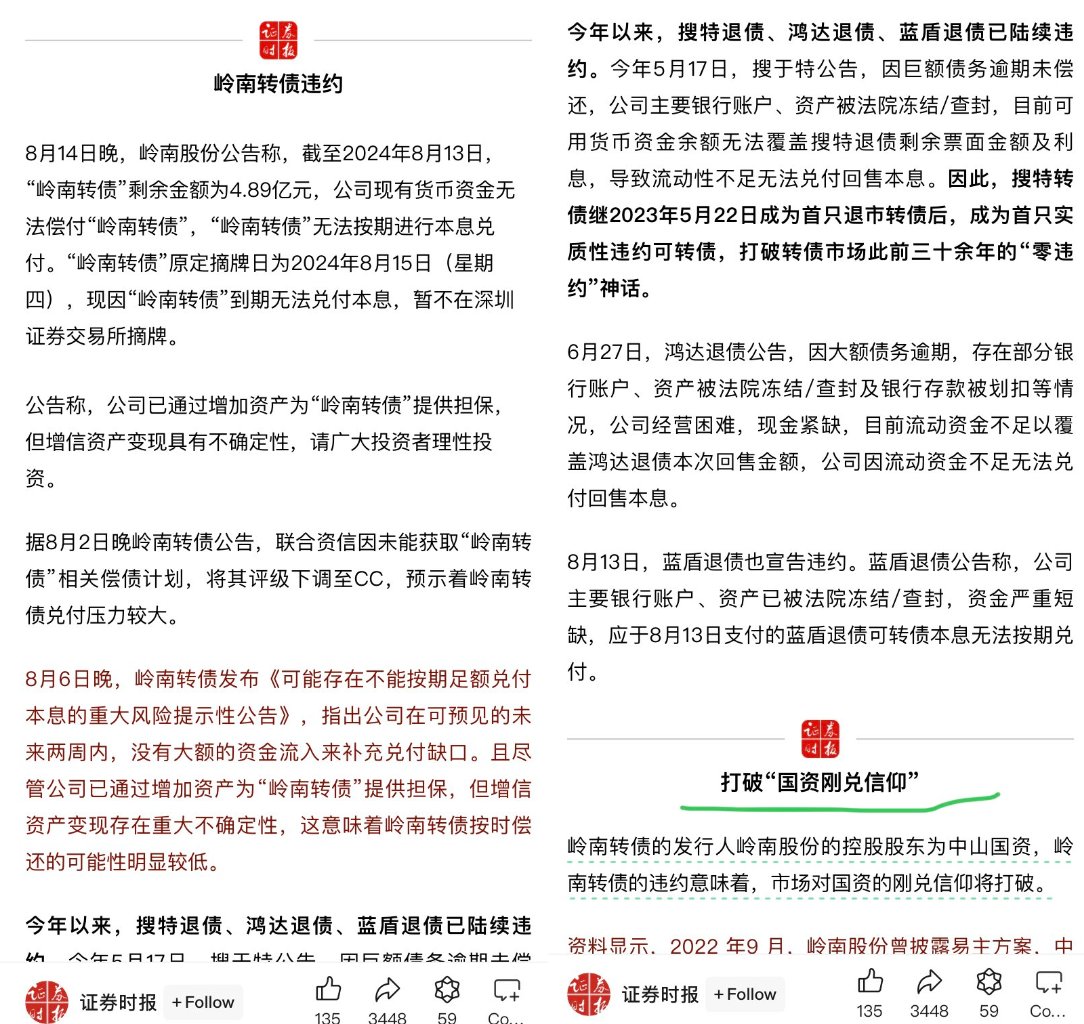 证券时报
岭南转债违约
8月14日晚，岭南股份公告称，截至2024年8月13日，
“岭南转债”剩余金额为4.89亿元，公司现有货币资金无
法偿付“岭南转债”，“岭南转债”无法按期进行本息兑
付。“岭南转债”原定摘牌日为2024年8月15日（星期
四），现因“岭南转债”到期无法兑付本息，暂不在深圳
证券交易所摘牌。
公告称，公司已通过增加资产为“岭南转债”提供担保，
但增信资产变现具有不确定性，请广大投资者理性投
资。
据8月2日晚岭南转债公告，联合资信因未能获取“岭南转
债”相关偿债计划，将其评级下调至CC，预示着岭南转
债兑付压力较大。
8月6日晚，岭南转债发布《可能存在不能按期足额兑付
本息的重大风险提示性公告》，指出公司在可预见的未
来两周内，没有大额的资金流入来补充兑付缺口。且尽
管公司已通过增加资产为“岭南转债”提供担保，但增信
资产变现存在重大不确定性，这意味着岭南转债按时偿
还的可能性明显较低。
今年以来，搜特退债、鸿达退债、蓝盾退债已陆续违
约。今年5月17日，搜于特公告，因巨额债务逾期未偿
证券时报
证券时报
+Follow
135
3448
59
Co...
今年以来，搜特退债、鸿达退债、蓝盾退债已陆续违
约。今年5月17日，搜于特公告，因巨额债务逾期未偿
还，公司主要银行账户、资产被法院冻结/查封，目前可
用货币资金余额无法覆盖搜特退债剩余票面金额及利
息，导致流动性不足无法兑付回售本息。因此，搜特转
债继2023年5月22日成为首只退市转债后，成为首只实
质性违约可转债，打破转债市场此前三十余年的“零违
约”神话。
6月27日，鸿达退债公告，因大额债务逾期，存在部分银
行账户、资产被法院冻结/查封及银行存款被划扣等情
况，公司经营困难，现金紧缺，目前流动资金不足以覆
盖鸿达退债本次回售金额，公司因流动资金不足无法兑
付回售本息。
8月13日，蓝盾退债也宣告违约。蓝盾退债公告称，公司
主要银行账户、资产已被法院冻结/查封，资金严重短
缺，应于8月13日支付的蓝盾退债可转债本息无法按期兑
付。
证券时报
打破“国资刚兑信仰”
岭南转债的发行人岭南股份的控股股东为中山国资，岭
南转债的违约意味着，市场对国资的刚兑信仰将打破。
资料显示，2022 年9 月，岭南股份曾披露易主方案，中
证券时报
证券时报
+Follow
135
3448
59
Co...